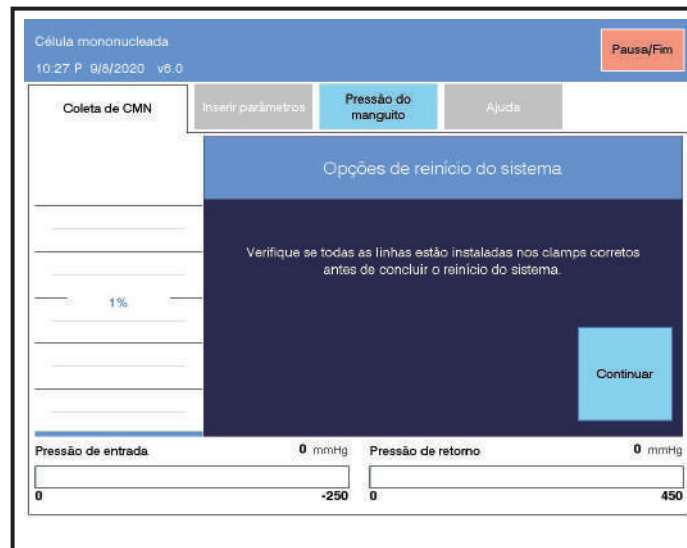 Célula mononucleada
10:27 P 9/8/2020 v6.0
Pausa/Fim
Coleta de CMN
Inserir parâmetros
Pressão do
manguito
Ajuda
Opções de reinício do sistema
Verifique se todas as linhas estão instaladas nos clamps corretos
antes de concluir o reinício do sistema.
1%
Continuar
Pressão de entrada 0 mmHg
Pressão de retorno 0 mmHg
0 -250
0 450